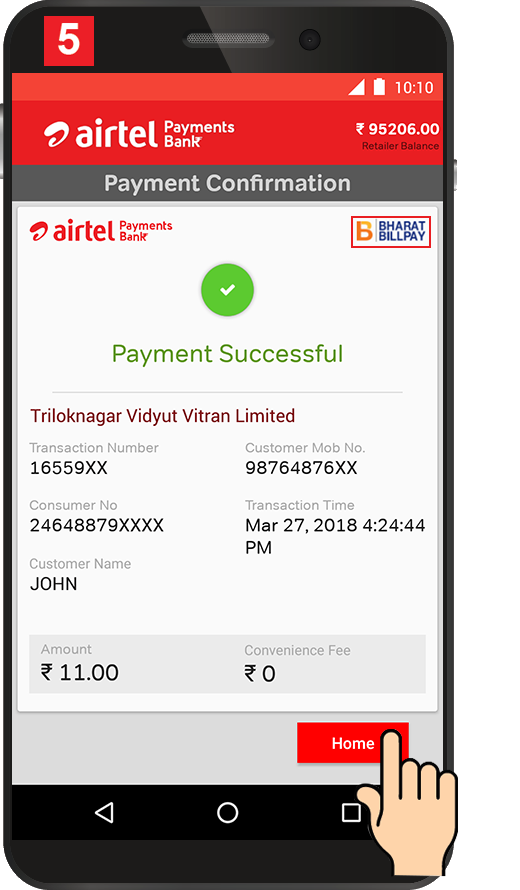 5
10:10
airtel Payments Bank
₹ 95206.00
Retailer Balance
Payment Confirmation
airtel Payments Bank
B BHARAT BILLPAY
Payment Successful
Triloknagar Vidyut Vitran Limited
Transaction Number
16559XX
Customer Mob No.
98764876XX
Consumer No
24648879XXXX
Transaction Time
Mar 27, 2018 4:24:44
PM
Customer Name
JOHN
Amount
₹ 11.00
Convenience Fee
₹ 0
Home